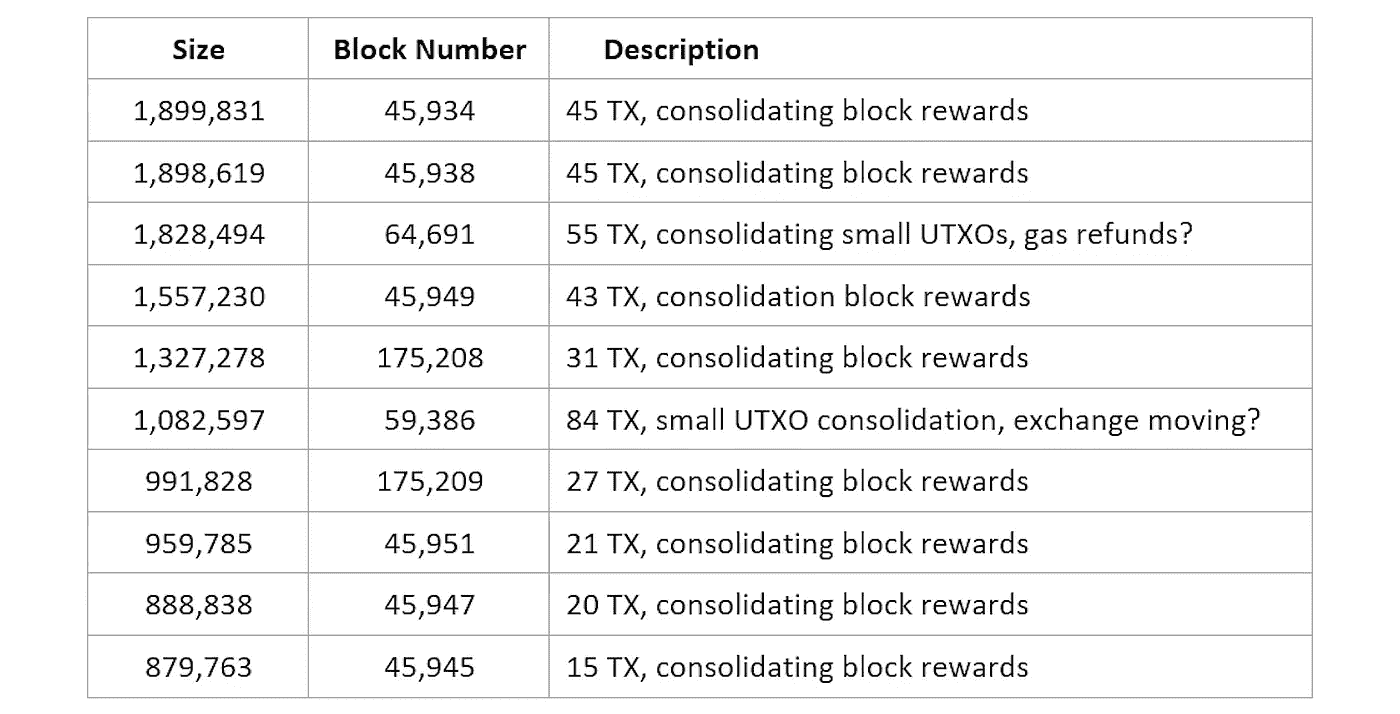 Size Block Number Description
1,899,831 45,934 45 TX, consolidating block rewards
1,898,619 45,938 45 TX, consolidating block rewards
1,828,494 64,691 55 TX, consolidating small UTXOs, gas refunds?
1,557,230 45,949 43 TX, consolidation block rewards
1,327,278 175,208 31 TX, consolidating block rewards
1,082,597 59,386 84 TX, small UTXO consolidation, exchange moving?
991,828 175,209 27 TX, consolidating block rewards
959,785 45,951 21 TX, consolidating block rewards
888,838 45,947 20 TX, consolidating block rewards
879,763 45,945 15 TX, consolidating block rewards